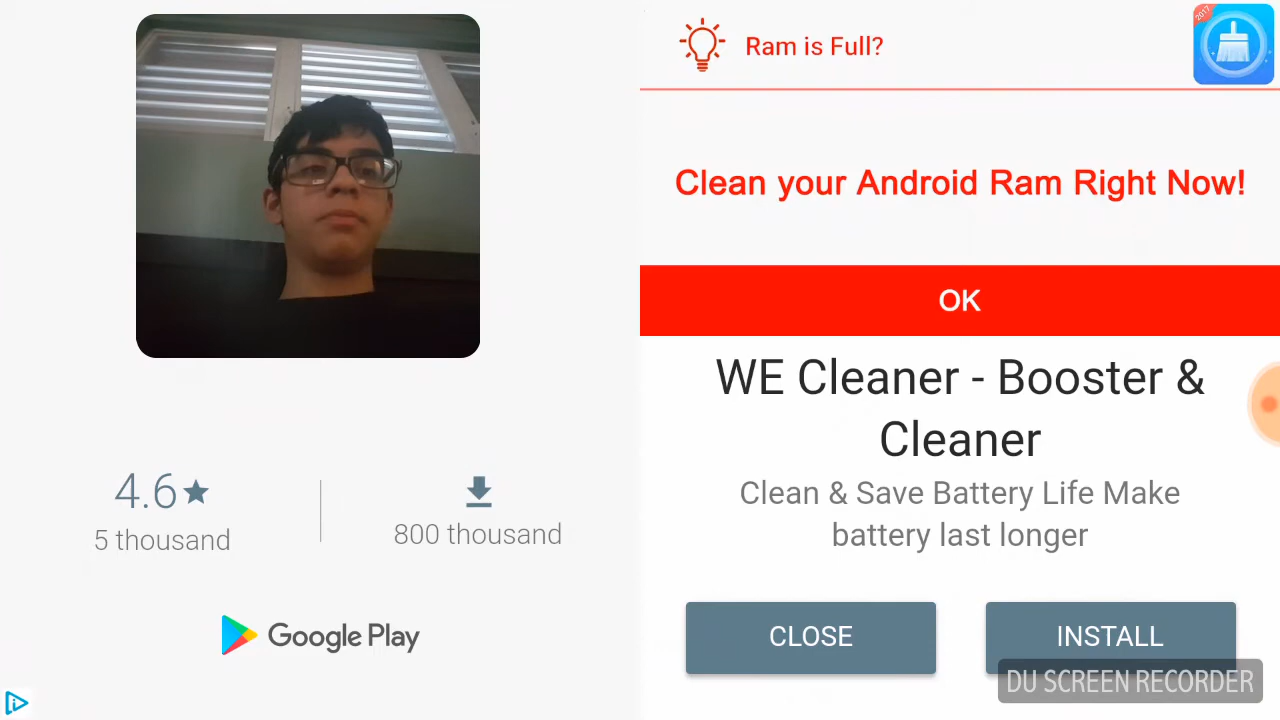 4.6★
5 thousand
800 thousand
Google Play
Ram is Full?
2017
Clean your Android Ram Right Now!
OK
WE Cleaner - Booster &
Cleaner
Clean & Save Battery Life Make
battery last longer
CLOSE
INSTALL
DU SCREEN RECORDER